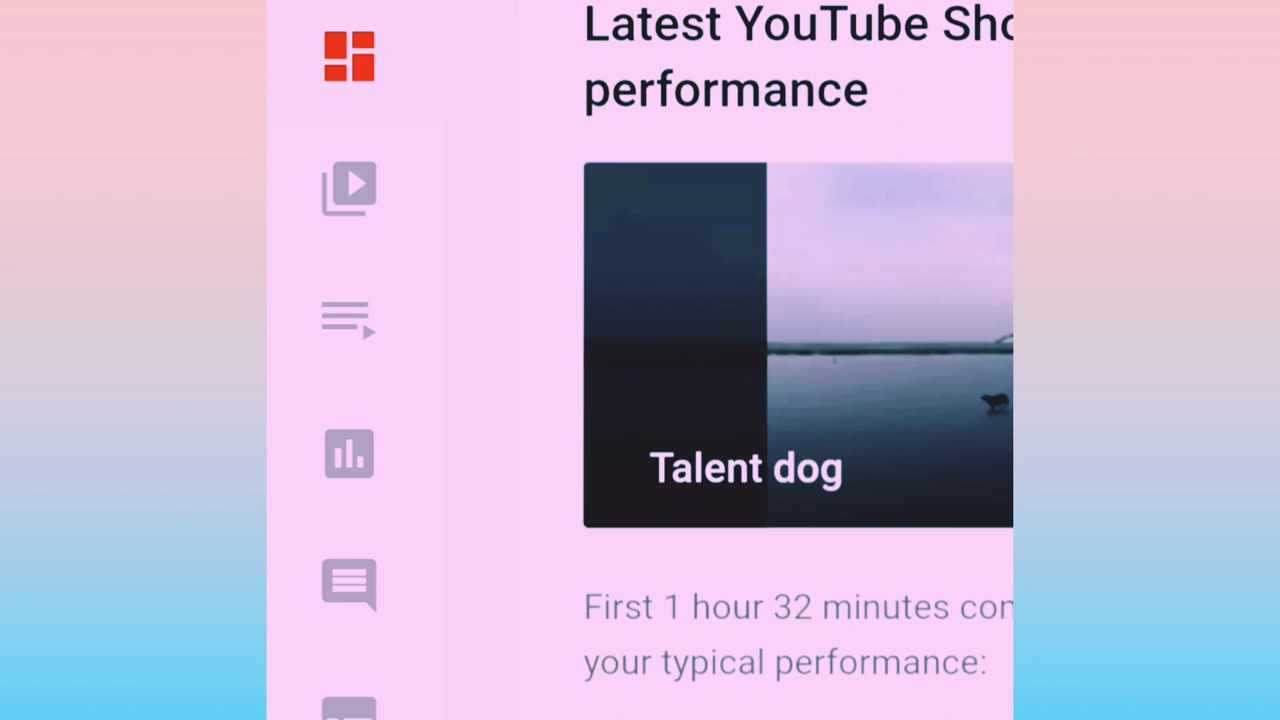 Latest YouTube Sho
performance
Talent dog
First 1 hour 32 minutes com
your typical performance: